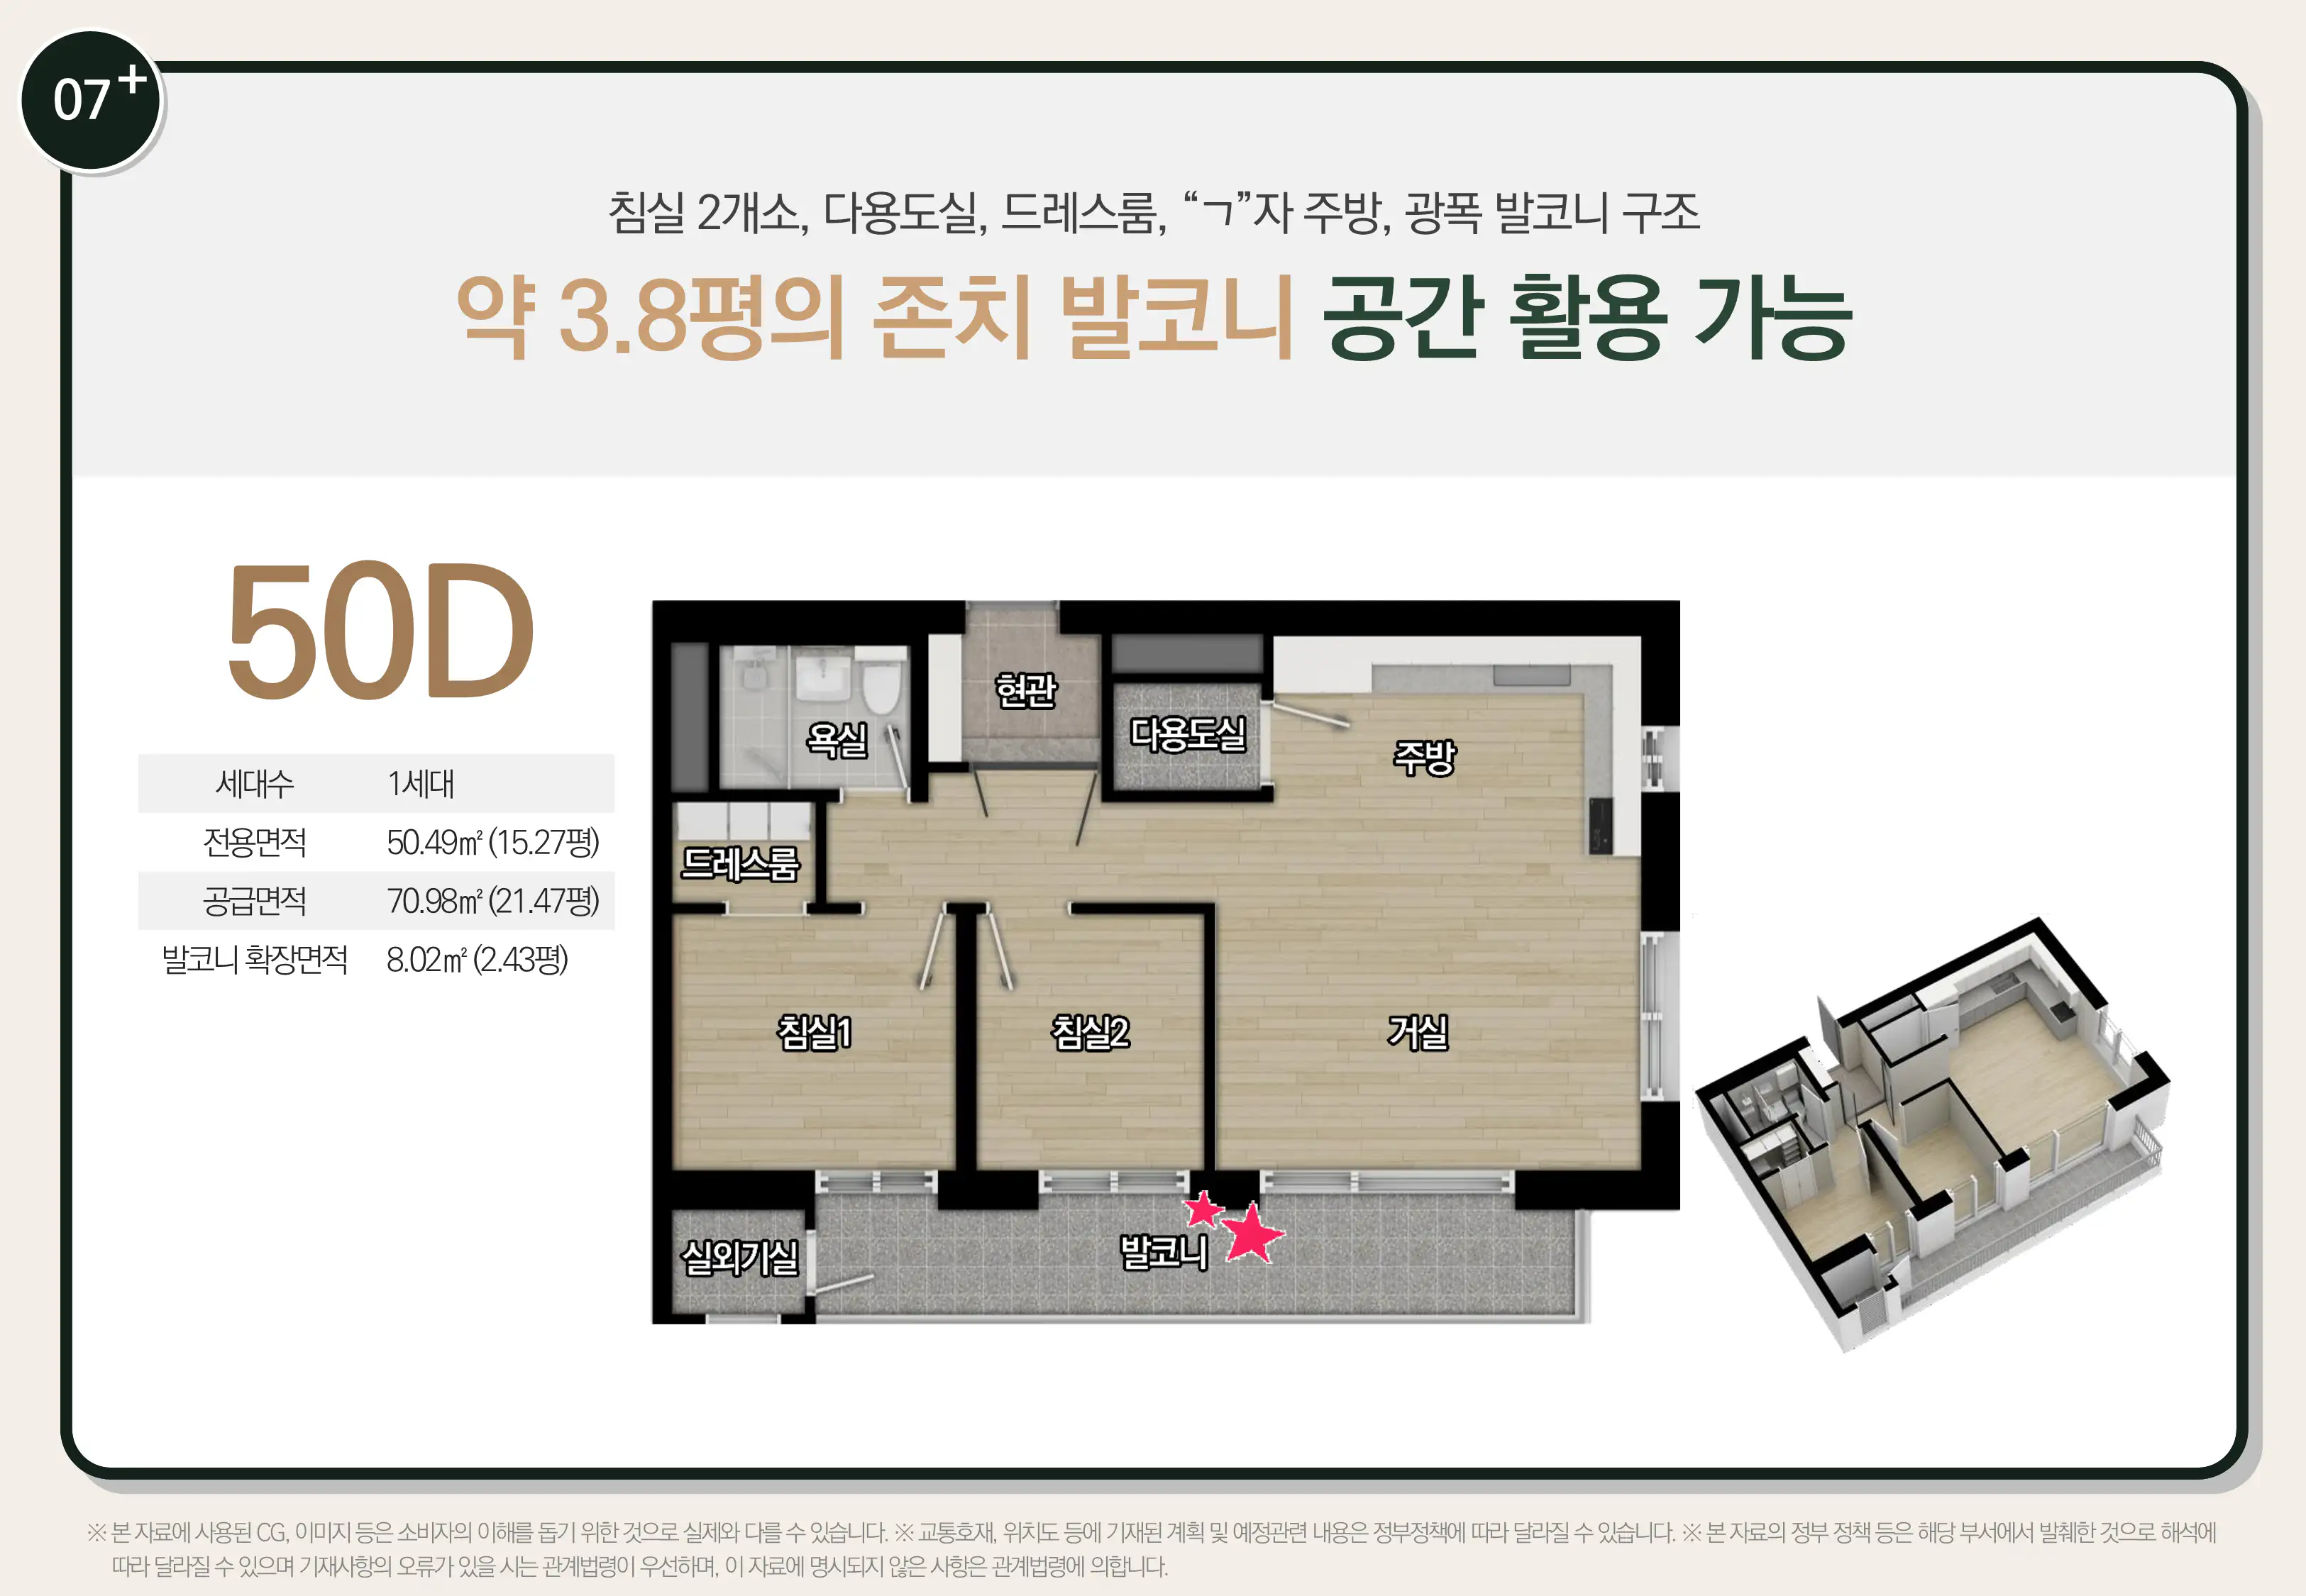 07+
침실 2개소, 다용도실, 드레스룸, “ㄱ”자 주방, 광폭 발코니 구조
약 3.8평의 존치 발코니 공간 활용 가능
50D
세대수 1세대
전용면적 50.49㎡(15.27평)
공급면적 70.98㎡(21.47평)
발코니 확장면적 8.02㎡(2.43평)
현관
욕실
다용도실
주방
드레스룸
침실1
침실2
거실
실외기실
발코니
※ 본 자료에 사용된 CG, 이미지 등은 소비자의 이해를 돕기 위한 것으로 실제와 다를 수 있습니다. ※ 교통호재, 위치도 등에 기재된 계획 및 예정관련 내용은 정부정책에 따라 달라질 수 있습니다. ※ 본 자료의 정부 정책 등은 해당 부서에서 발췌한 것으로 해석에
따라 달라질 수 있으며 기재사항의 오류가 있을 시는 관계법령이 우선하며, 이 자료에 명시되지 않은 사항은 관계법령에 의합니다.